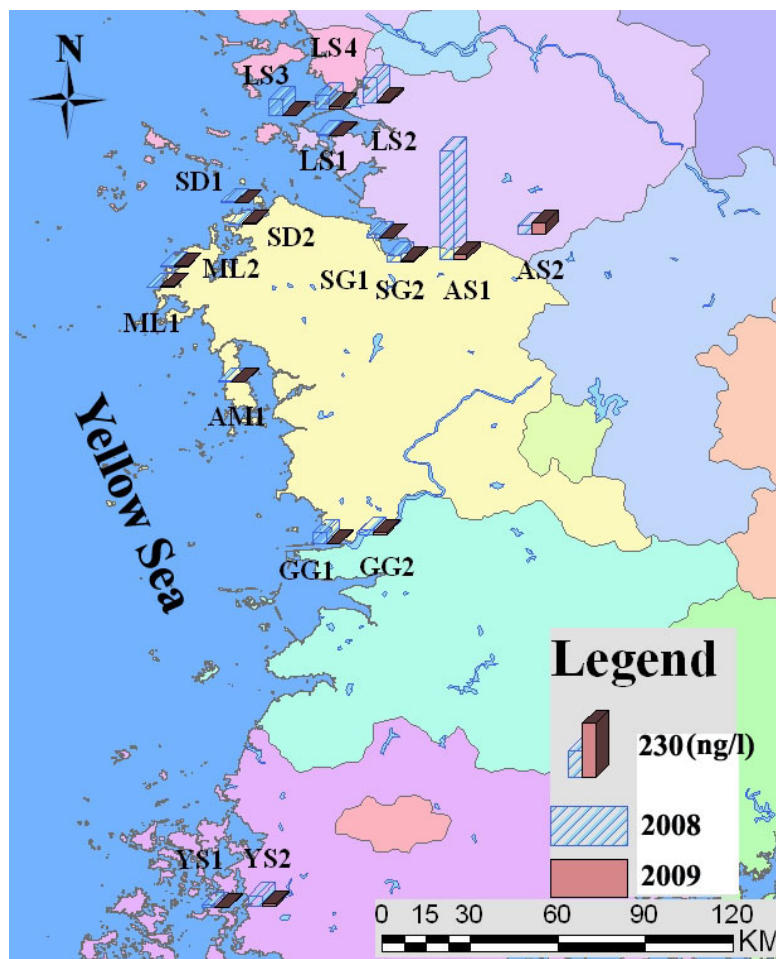 N
LS4
LS3
LS2
LS1
SD1
SD2
ML2
SG1
SG2
AS1
AS2
ML1
AM1
Yellow Sea
GG1
GG2
Legend
230 (ng/l)
2008
2009
YS1
YS2
0 15 30 60 90 120
KM